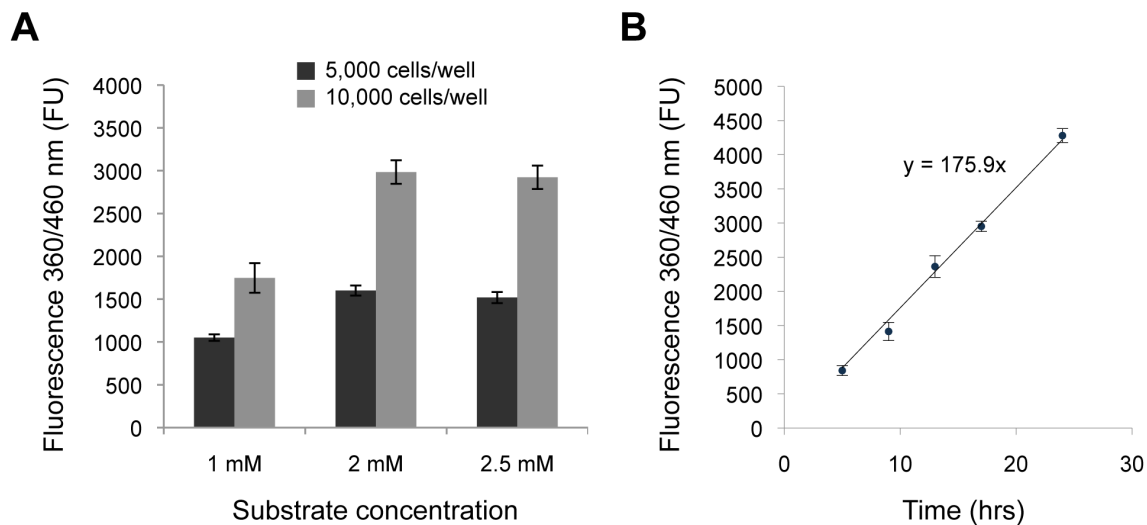 A
5,000 cells/well
10,000 cells/well
Fluorescence 360/460 nm (FU)
4000
3500
3000
2500
2000
1500
1000
500
0
1 mM
2 mM
2.5 mM
Substrate concentration
B
Fluorescence 360/460 nm (FU)
5000
4500
4000
3500
3000
2500
2000
1500
1000
500
0
y = 175.9x
0
10
20
30
Time (hrs)